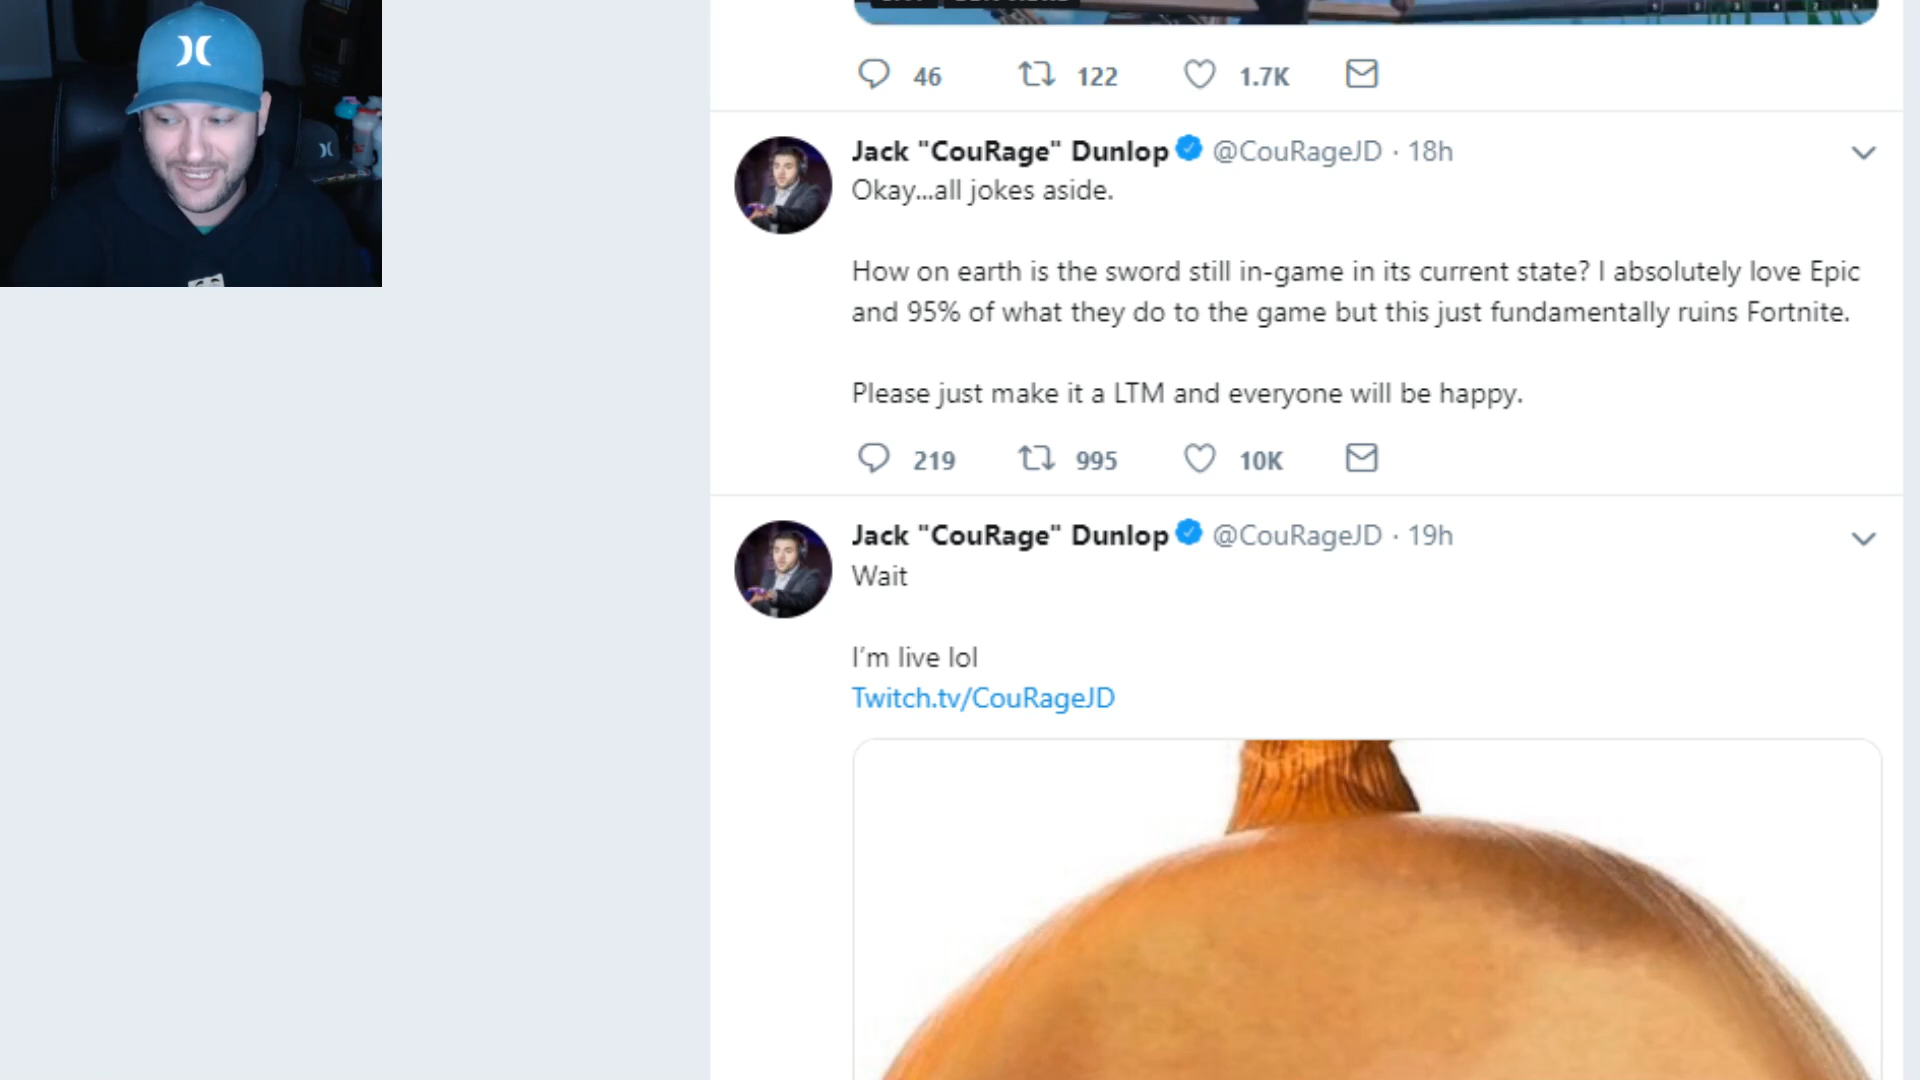 46 122 1.7K
Jack "CouRage" Dunlop @CouRageJD · 18h
Okay...all jokes aside.
How on earth is the sword still in-game in its current state? I absolutely love Epic
and 95% of what they do to the game but this just fundamentally ruins Fortnite.
Please just make it a LTM and everyone will be happy.
219 995 10K
Jack "CouRage" Dunlop @CouRageJD · 19h
Wait
I'm live lol
Twitch.tv/CouRageJD